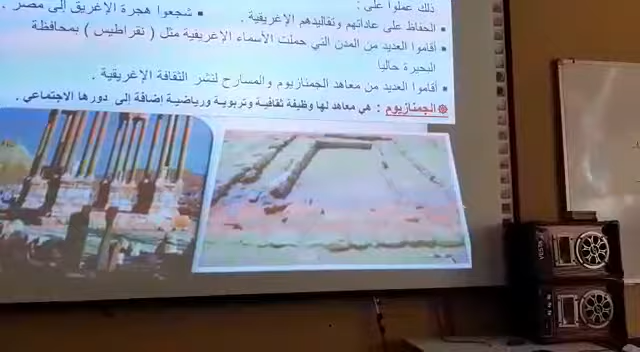 ذلك عملوا على :
▪ شجعوا هجرة الإغريق إلى مصر .
▪ الحفاظ على عاداتهم وتقاليدهم الإغريقية .
▪ أقاموا العديد من المدن التي حملت الأسماء الإغريقية مثل ( نقراطيس ) بمحافظة
البحيرة حاليا
▪ أقاموا العديد من معاهد الجمنازيوم والمسارح لنشر الثقافة الإغريقية .
الجمنازيوم : هي معاهد لها وظيفة ثقافية وتربوية ورياضية إضافة إلى دورها الاجتماعي .